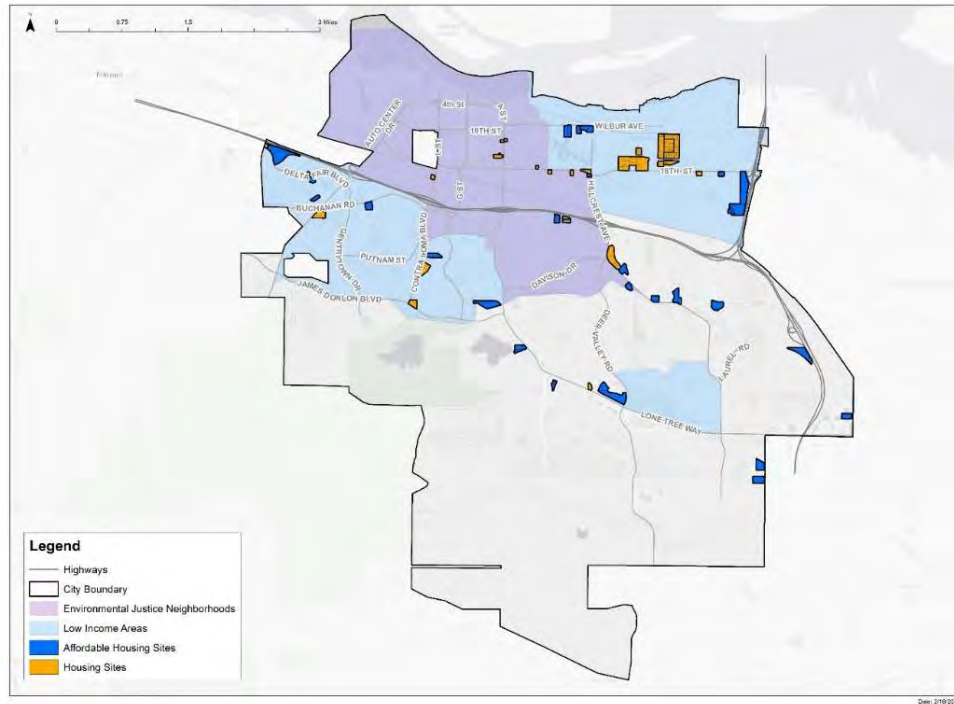 N
0 0.75 1.5 3 Miles
4th St
A-ST
AUTO CENTER DR
10TH ST
WILBUR AVE
I-ST
18TH-ST
DELTA FAIR BLVD
G-ST
HILLCREST AVE
BUCHANAN RD
CONTRA LOMA BLVD
GENTRYTOWN DR
PUTNAM ST
DAVISON DR
JAMES DONLON BLVD
DEER-VALLEY-RD
LAUREL-RD
LONE-TREE WAY
Legend
Highways
City Boundary
Environmental Justice Neighborhoods
Low Income Areas
Affordable Housing Sites
Housing Sites